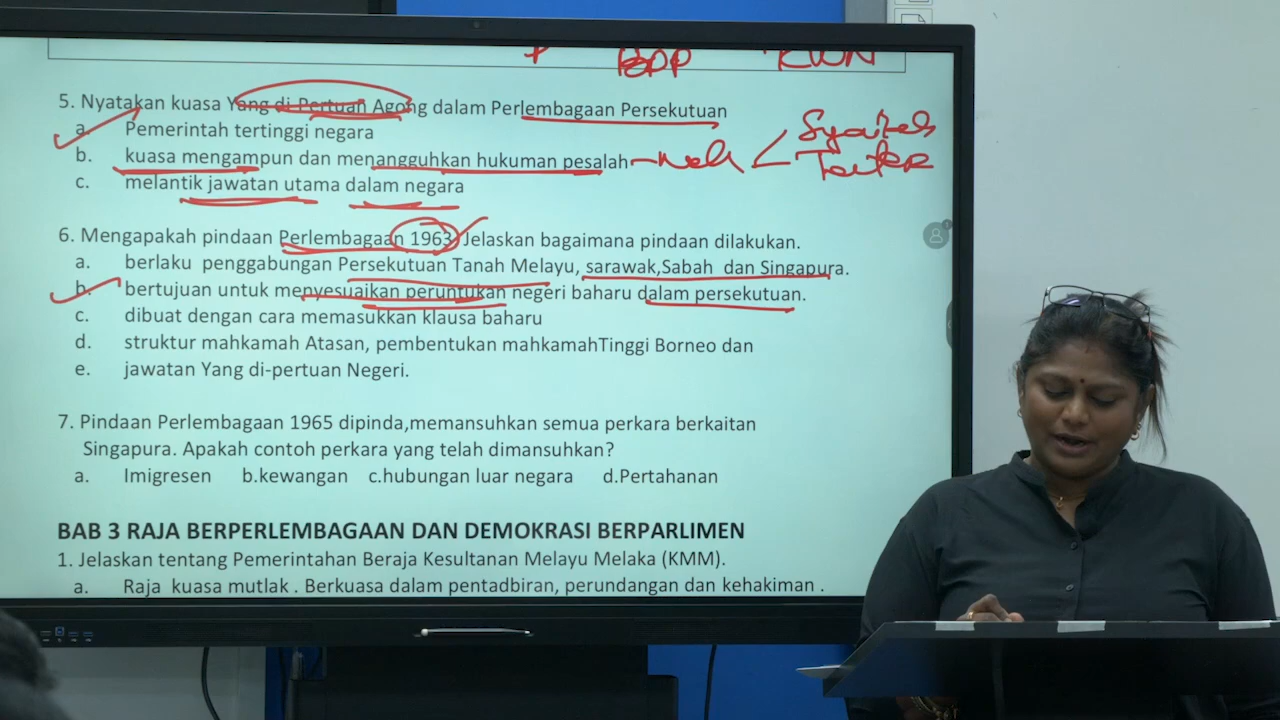 BPP KWN
5. Nyatakan kuasa Yang di Pertuan Agong dalam Perlembagaan Persekutuan
a. Pemerintah tertinggi negara
b. kuasa mengampun dan menangguhkan hukuman pesalah
c. melantik jawatan utama dalam negara
6. Mengapakah pindaan Perlembagaan 1963 Jelaskan bagaimana pindaan dilakukan.
a. berlaku penggabungan Persekutuan Tanah Melayu, sarawak,Sabah dan Singapura.
b. bertujuan untuk menyesuaikan peruntukan negeri baharu dalam persekutuan.
c. dibuat dengan cara memasukkan klausa baharu
d. struktur mahkamah Atasan, pembentukan mahkamahTinggi Borneo dan
e. jawatan Yang di-pertuan Negeri.
7. Pindaan Perlembagaan 1965 dipinda,memansuhkan semua perkara berkaitan
Singapura. Apakah contoh perkara yang telah dimansuhkan?
a. Imigresen b.kewangan c.hubungan luar negara d.Pertahanan
BAB 3 RAJA BERPERLEMBAGAAN DAN DEMOKRASI BERPARLIMEN
1. Jelaskan tentang Pemerintahan Beraja Kesultanan Melayu Melaka (KMM).
a. Raja kuasa mutlak . Berkuasa dalam pentadbiran, perundangan dan kehakiman .